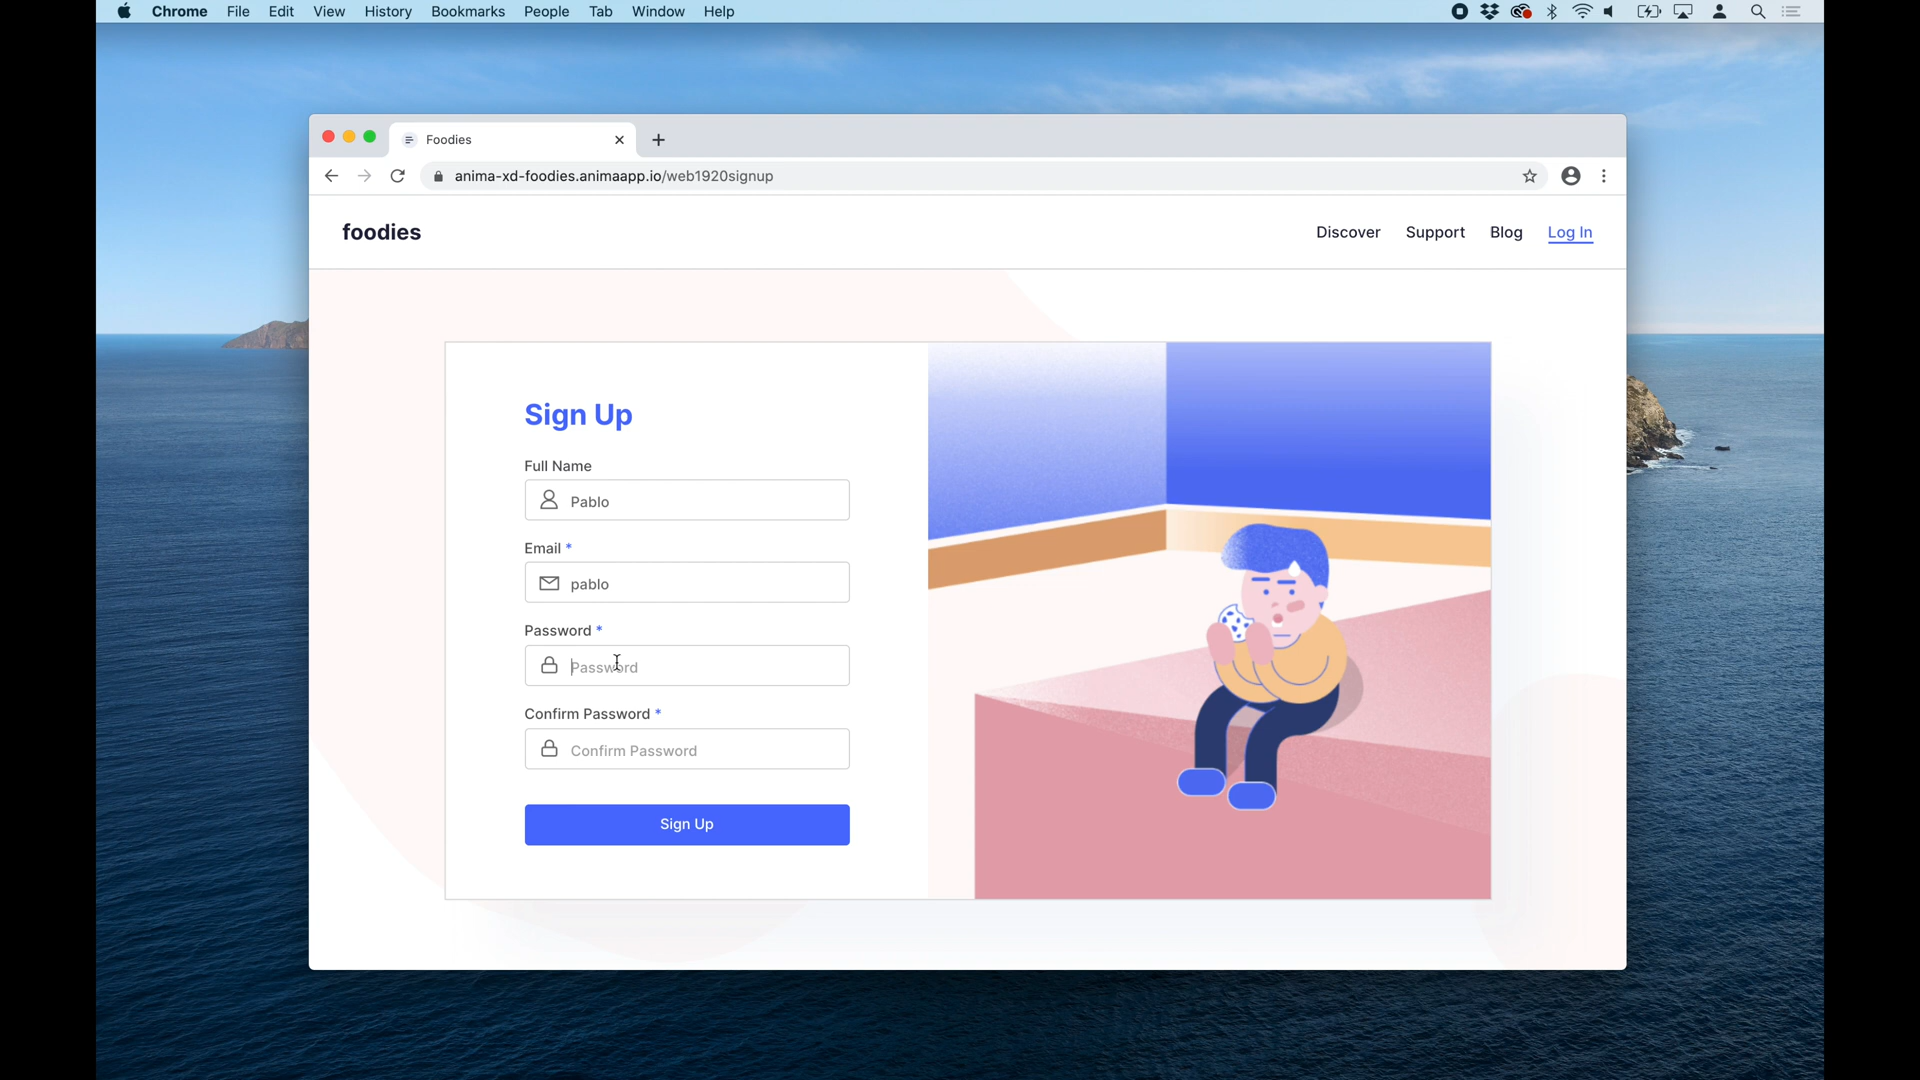 Chrome File Edit View History Bookmarks People Tab Window Help
Foodies
anima-xd-foodies.animaapp.io/web1920signup
foodies
Discover Support Blog Log In
Sign Up
Full Name
Pablo
Email *
pablo
Password *
Password
Confirm Password *
Confirm Password
Sign Up